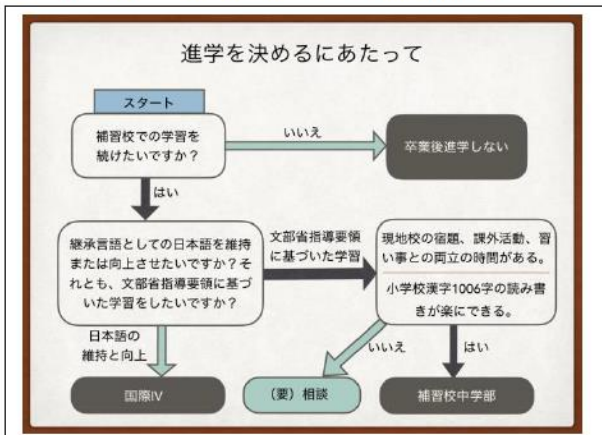 進学を決めるにあたって
スタート
補習校での学習を
続けたいですか？
いいえ
卒業後進学しない
はい
継承言語としての日本語を維持
または向上させたいですか？そ
れとも、文部省指導要領に基づ
いた学習をしたいですか？
文部省指導要領
に基づいた学習
現地校の宿題、課外活動、習
い事との両立の時間がある。
小学校漢字1006字の読み書
きが楽にできる。
日本語の
維持と向上
いいえ
はい
国際IV
（要）相談
補習校中学部